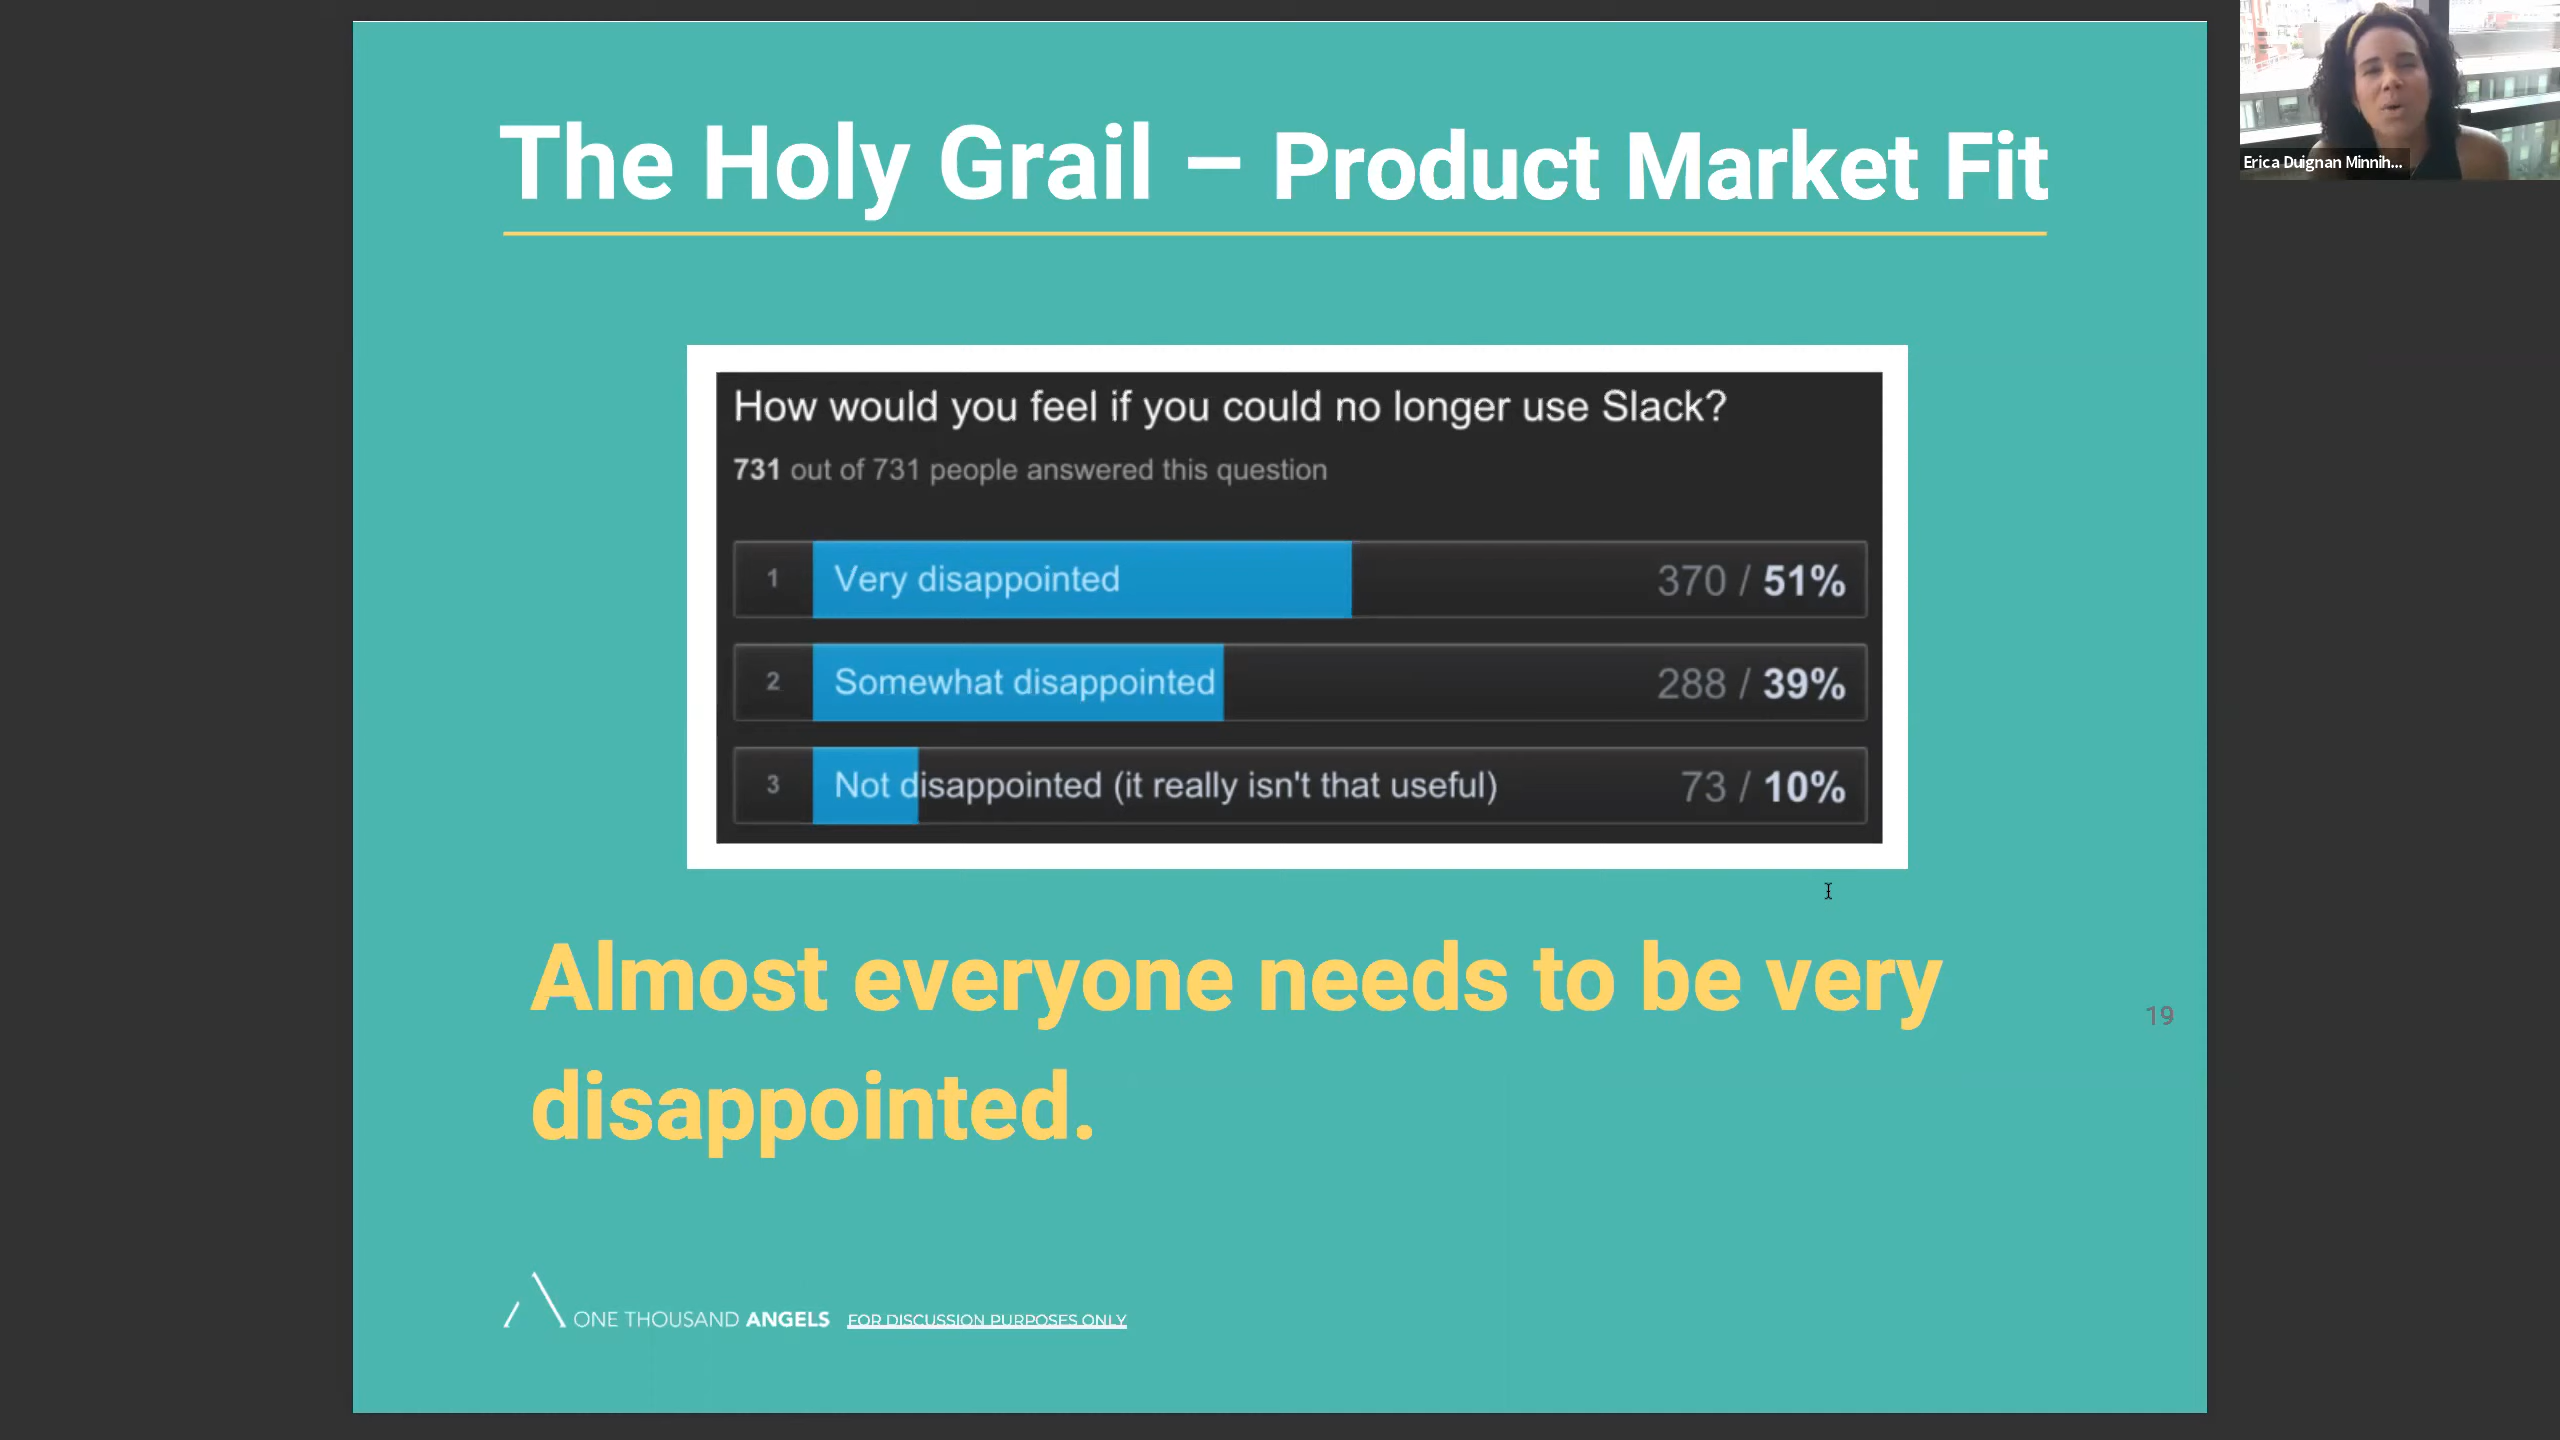 The Holy Grail – Product Market Fit
Erica Duignan Minnih...
How would you feel if you could no longer use Slack?
731 out of 731 people answered this question
1 Very disappointed 370 / 51%
2 Somewhat disappointed 288 / 39%
3 Not disappointed (it really isn't that useful) 73 / 10%
Almost everyone needs to be very
disappointed.
19
ONE THOUSAND ANGELS FOR DISCUSSION PURPOSES ONLY